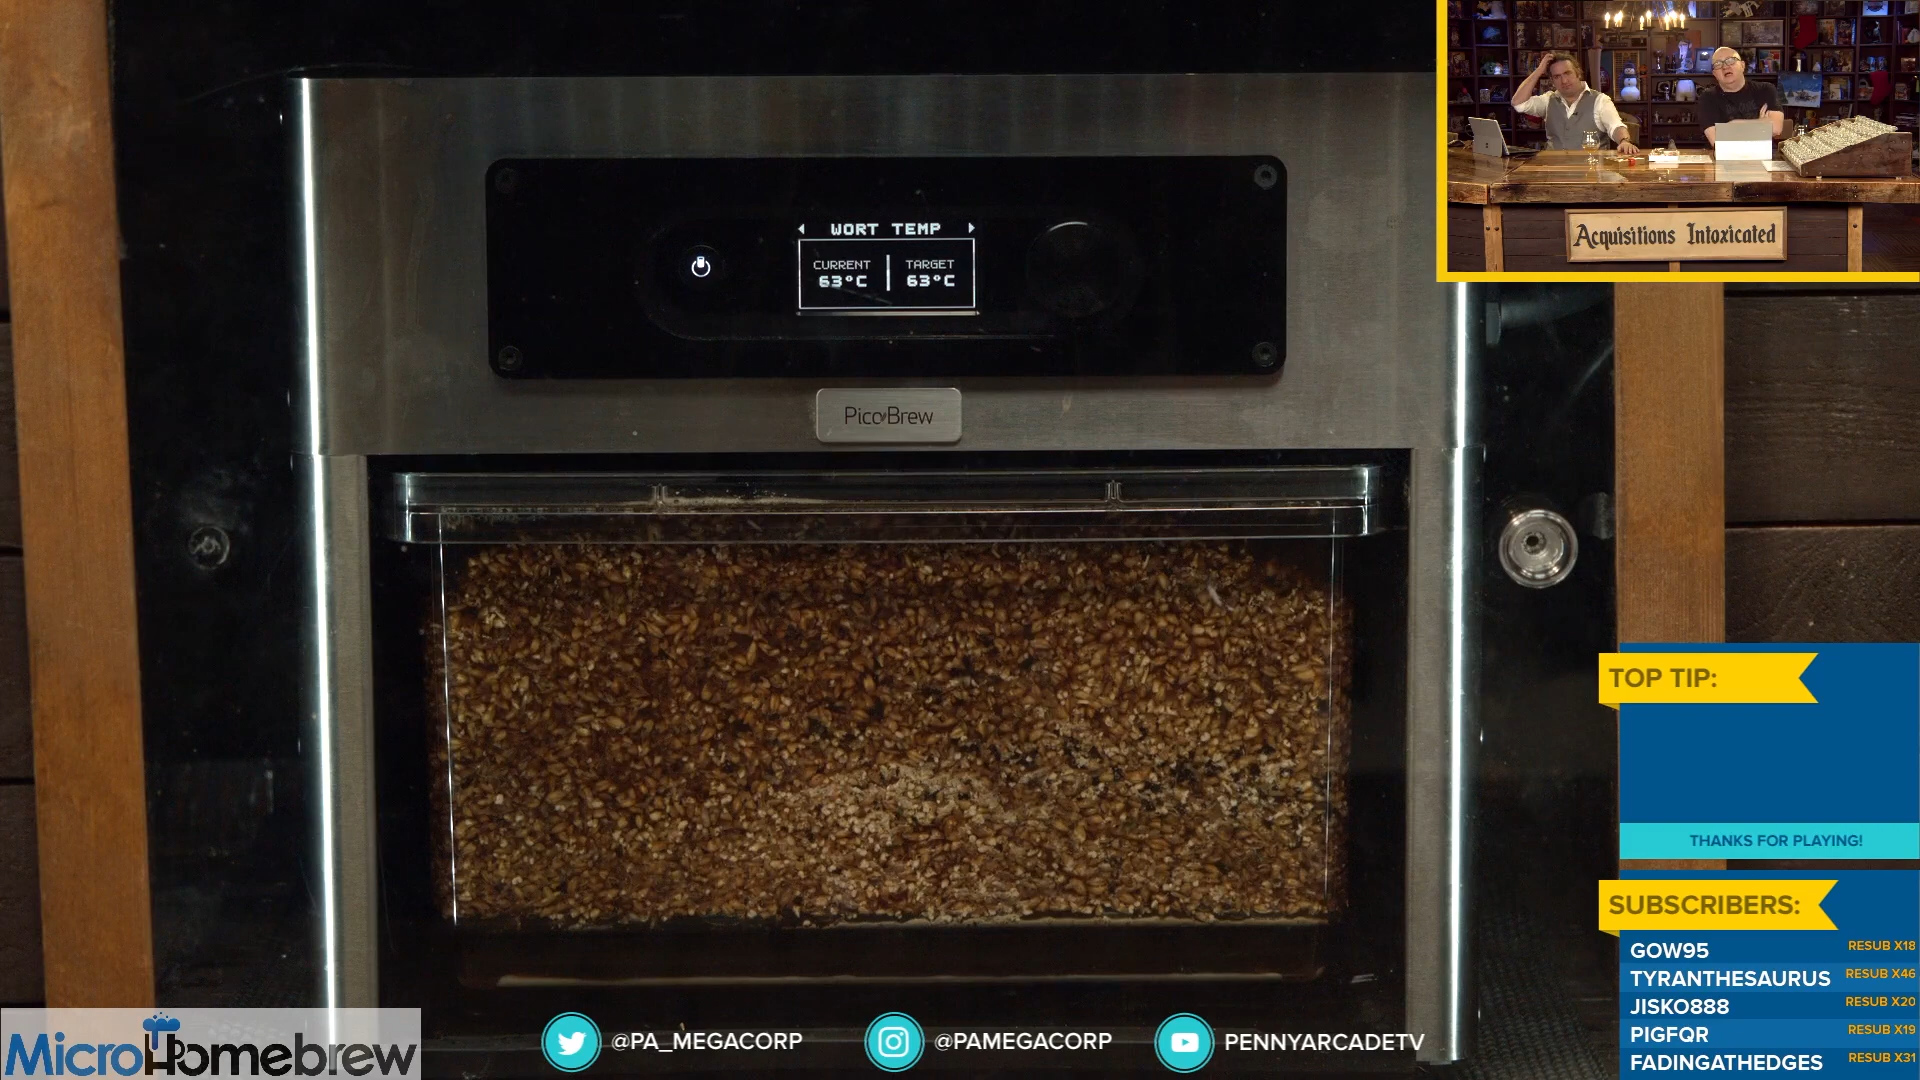 WORT TEMP
CURRENT
63°C
TARGET
63°C
PicoBrew
Acquisitions Intoxicated
TOP TIP:
THANKS FOR PLAYING!
SUBSCRIBERS:
GOW95 RESUB X18
TYRANTHESAURUS RESUB X46
JISKO888 RESUB X20
PIGFQR RESUB X19
FADINGATHEDGES RESUB X31
MicroHomebrew
@PA_MEGACORP
@PAMEGACORP
PENNYARCADETV